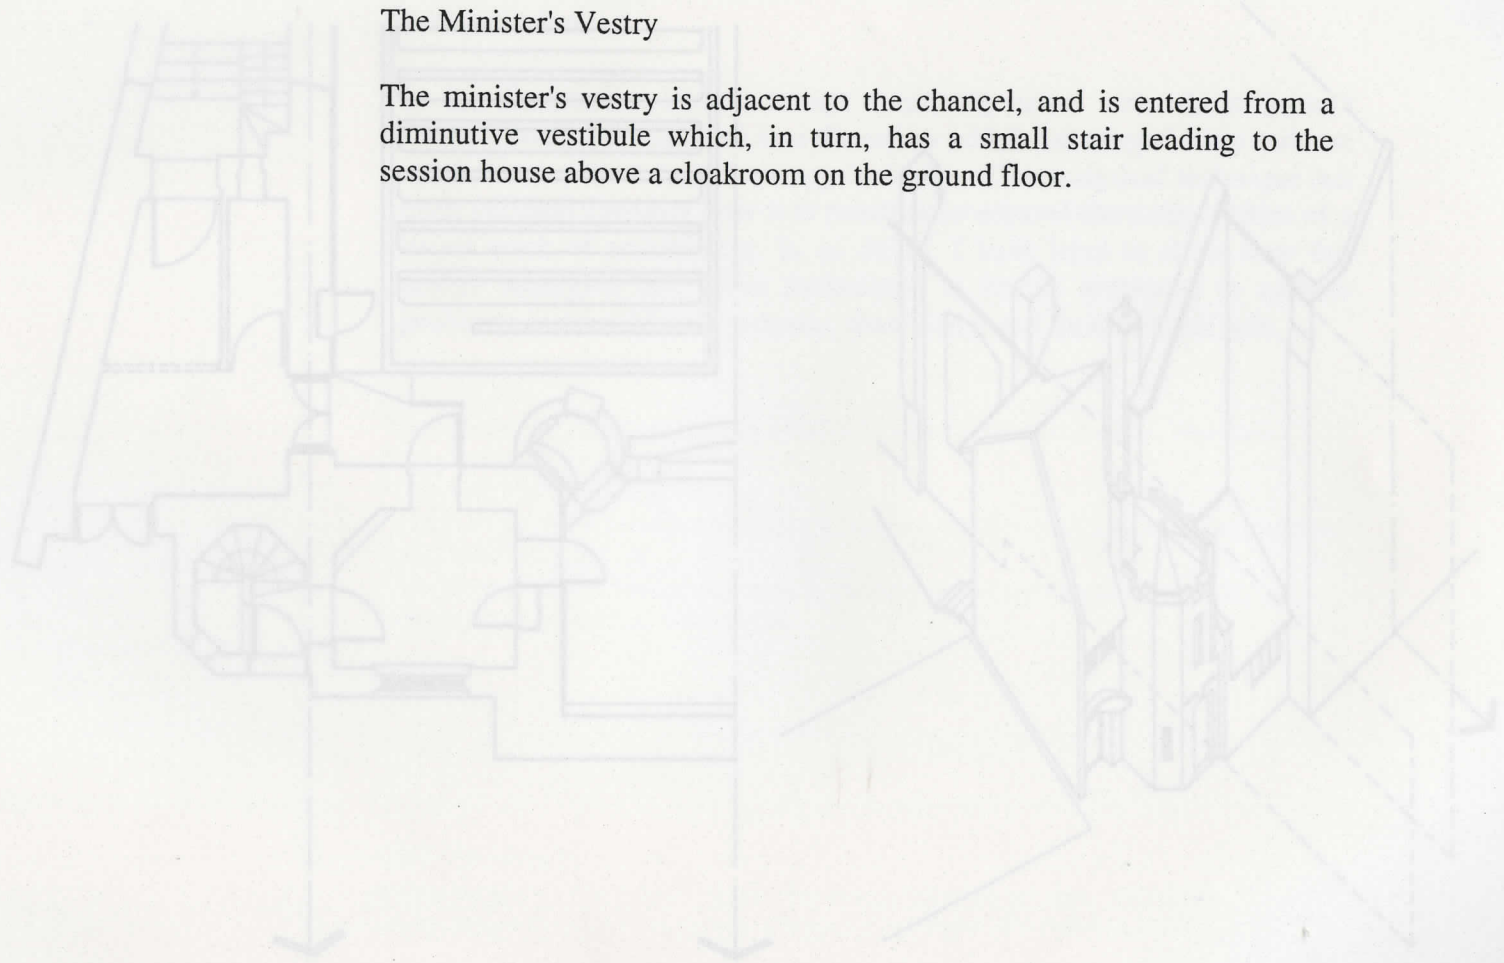 The Minister's Vestry
The minister's vestry is adjacent to the chancel, and is entered from a
diminutive vestibule which, in turn, has a small stair leading to the
session house above a cloakroom on the ground floor.